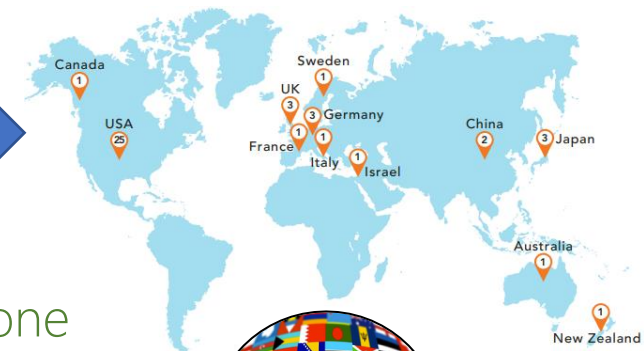 Canada
1
Sweden
1
UK
3
3 Germany
USA
25
France 1
1
Italy
1
Israel
China
2
3 Japan
Australia
1
1
New Zealand
one